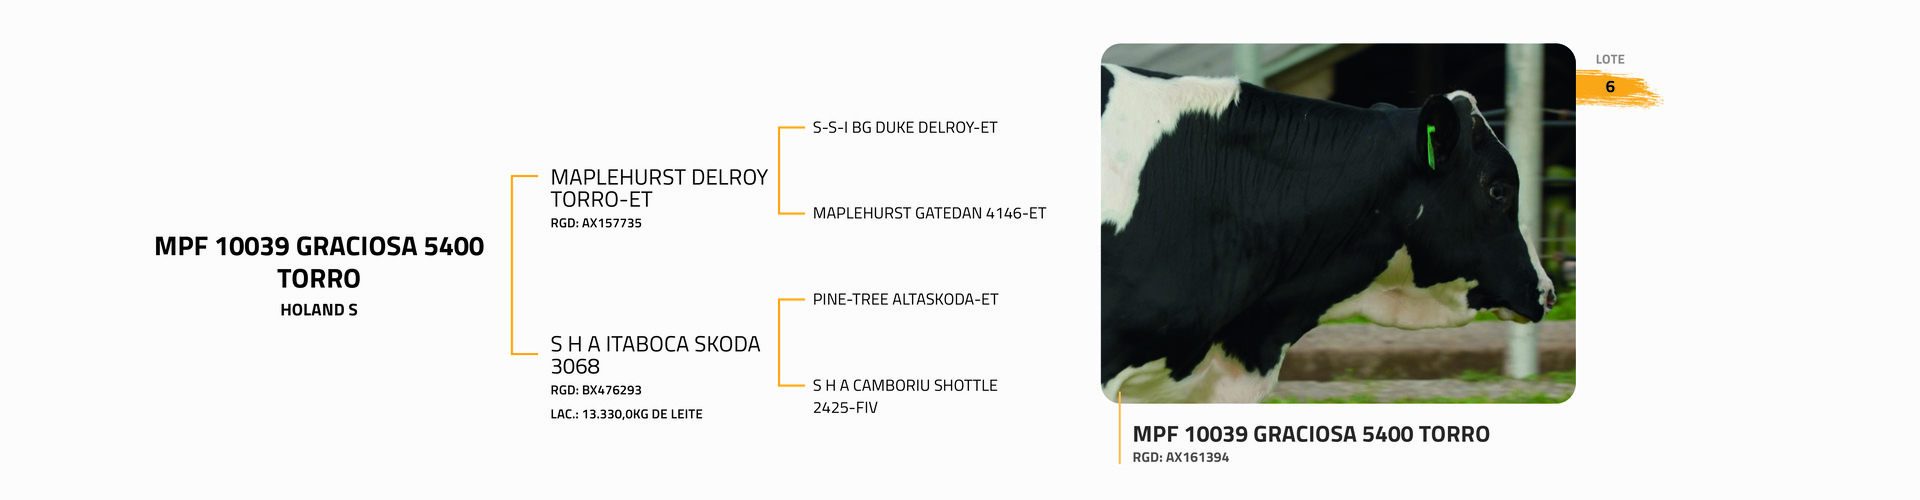 MPF 10039 GRACIOSA 5400
TORRO
HOLAND S
MAPLEHURST DELROY
TORRO-ET
RGD: AX157735
S H A ITABOCA SKODA
3068
RGD: BX476293
LAC.: 13.330,0KG DE LEITE
S-S-I BG DUKE DELROY-ET
MAPLEHURST GATEDAN 4146-ET
PINE-TREE ALTASKODA-ET
S H A CAMBORIU SHOTTLE
2425-FIV
LOTE
6
MPF 10039 GRACIOSA 5400 TORRO
RGD: AX161394